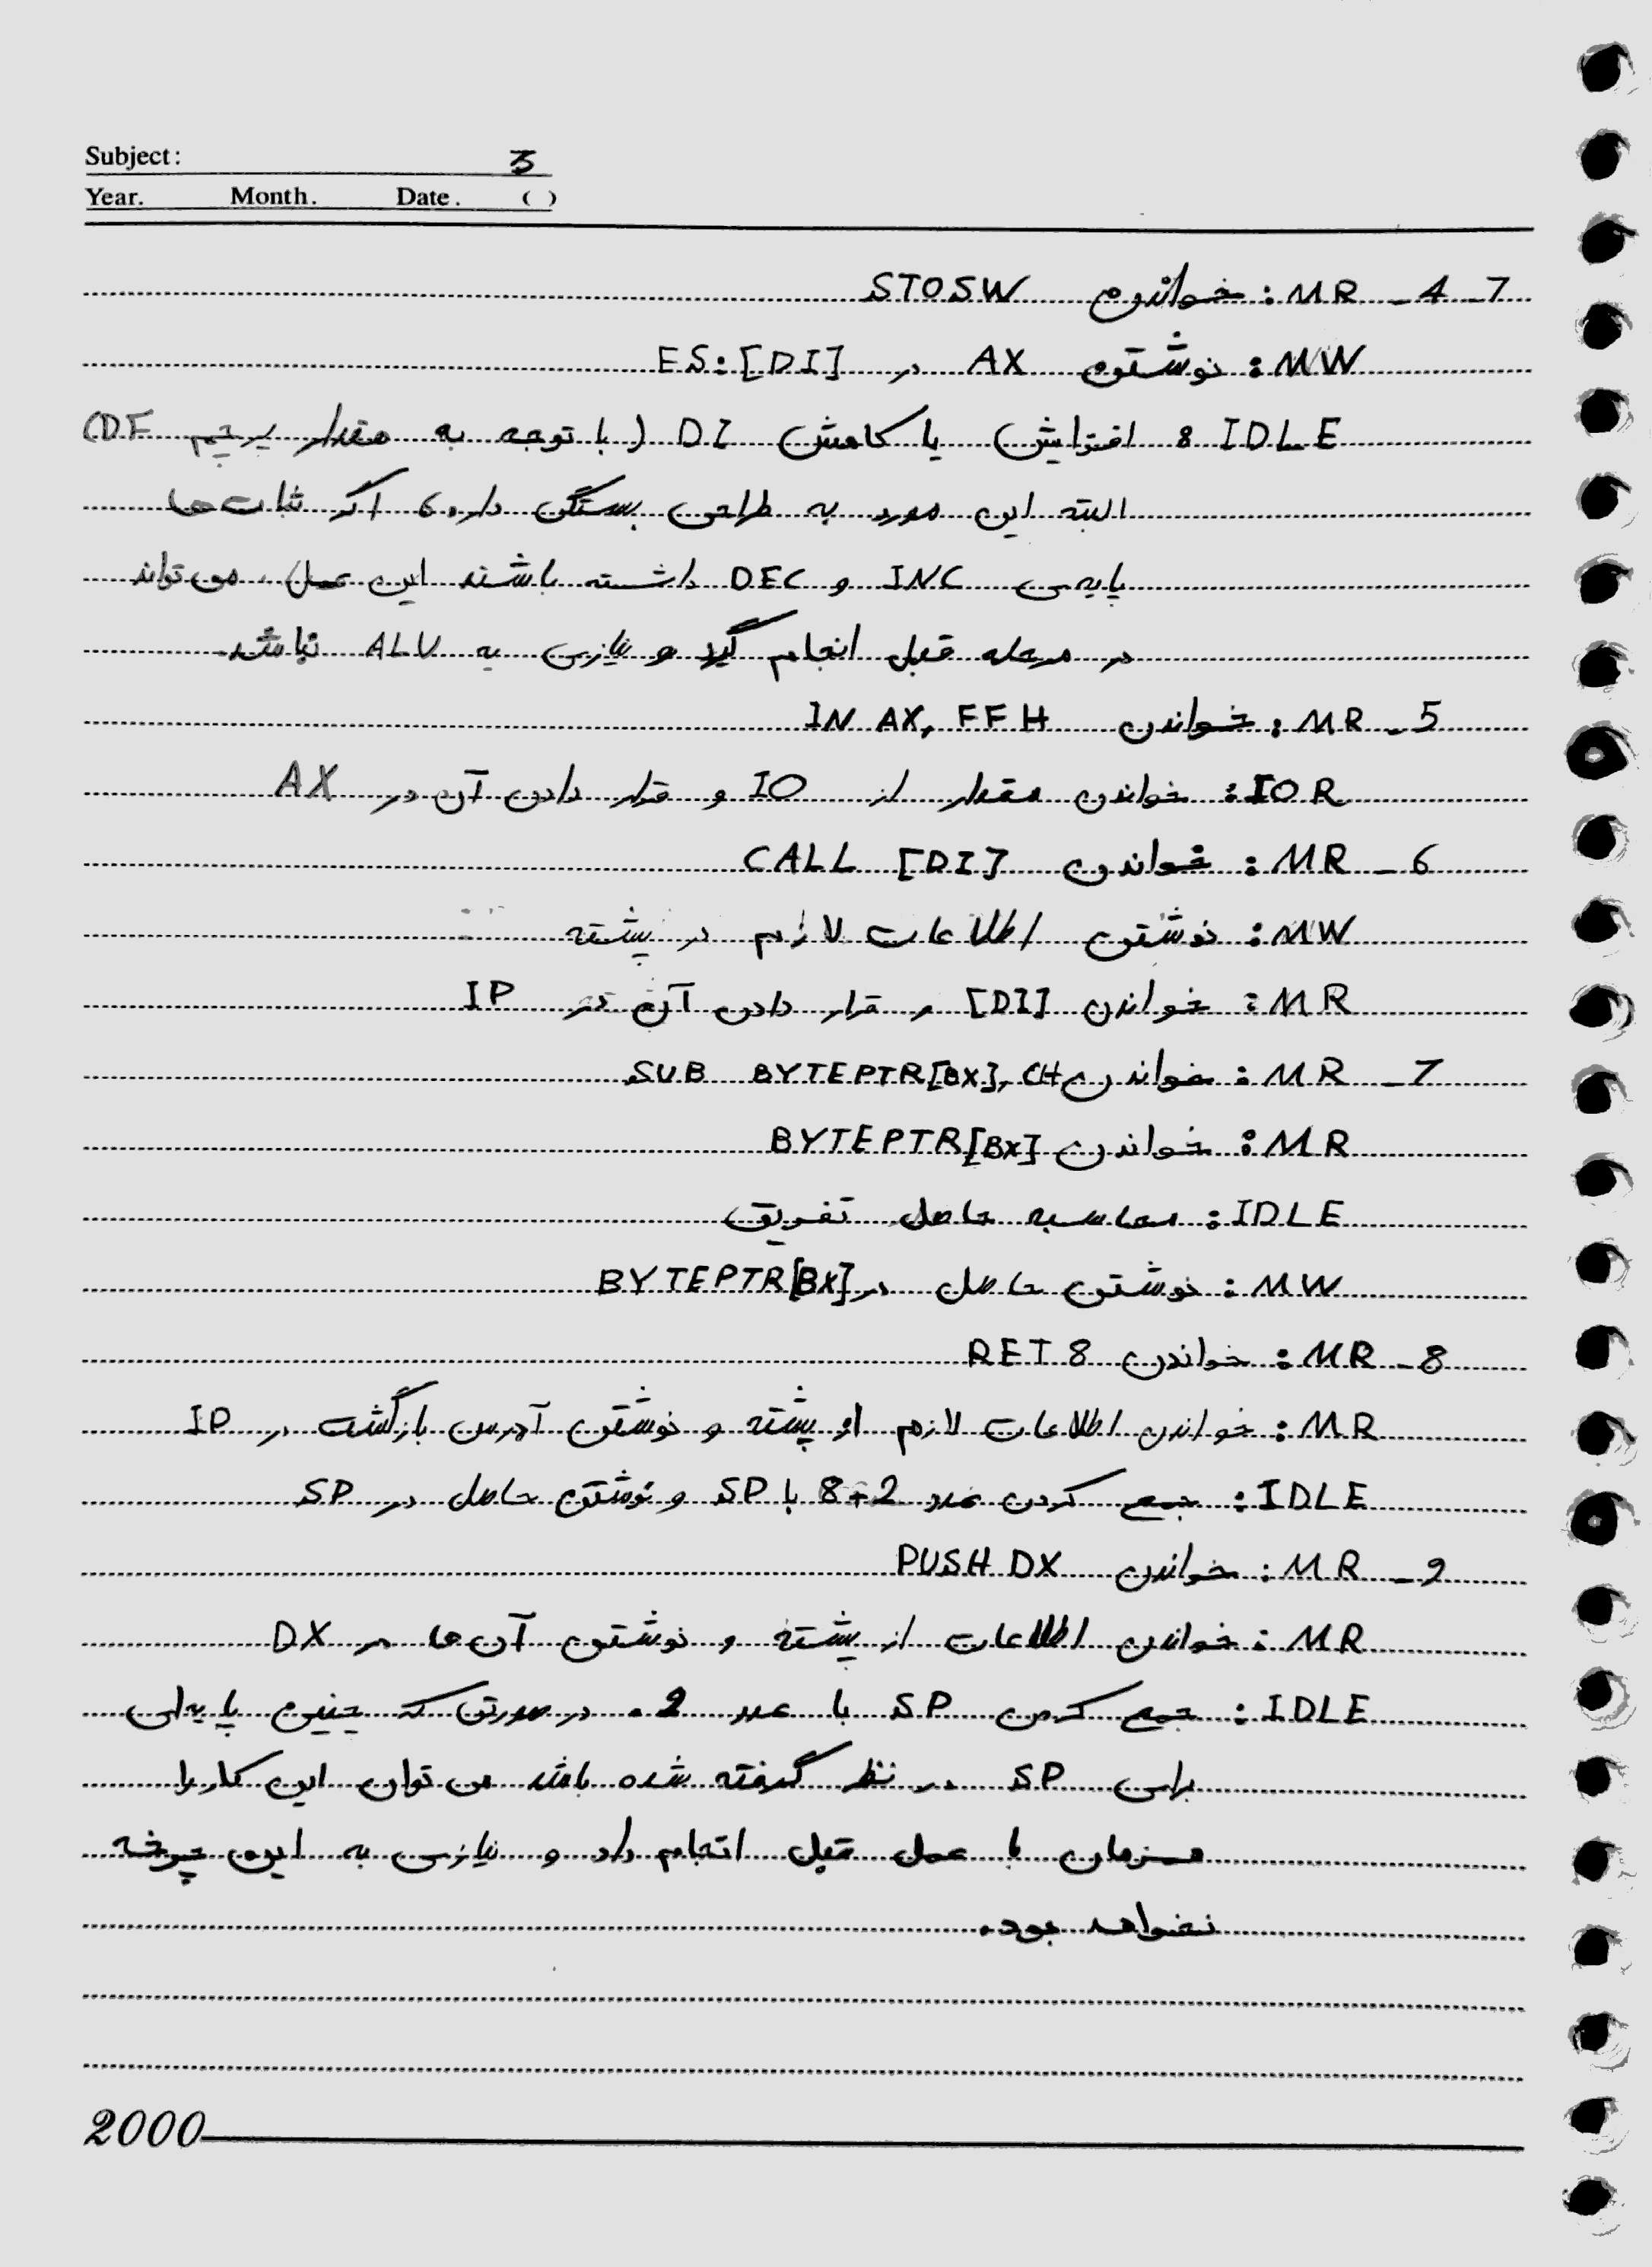 Subject: 3
Year. Month. Date. ( )
7_4_ MR: خواندن STOSW
MW: نوشتن AX در ES:[DI]
IDLE: افزایش یا کاهش DI (با توجه به مقدار پرچم DF)
البته این مورد به طراحی بستگی دارد، اگر ثبات‌ها
پایه‌ی INC و DEC داشته باشند این عمل، می‌تواند
در مرحله قبل انجام گیرد و نیازی به ALU نباشد.
5_ MR: خواندن IN AX, FFH
IOR: خواندن مقدار از IO و قرار دادن آن در AX
6_ MR: خواندن CALL [DI]
MW: نوشتن اطلاعات لازم در پشته
MR: خواندن [DI] و قرار دادن آن در IP
7_ MR: خواندن SUB BYTEPTR[BX], CH
MR: خواندن BYTEPTR[BX]
IDLE: محاسبه حاصل تفریق
MW: نوشتن حاصل در BYTEPTR[BX]
8_ MR: خواندن RET 8
MR: خواندن اطلاعات لازم از پشته و نوشتن آدرس بازگشت در IP
IDLE: جمع کردن عدد 8+2 با SP و نوشتن حاصل در SP
9_ MR: خواندن PUSH DX
MR: خواندن اطلاعات از پشته و نوشتن آن‌ها در DX
IDLE: جمع کردن SP با عدد 2. در صورتی که چنین پایه‌ای
برای SP در نظر گرفته شده باشد می‌توان این کار را
همزمان با عمل قبل انجام داد و نیازی به این چرخه
نخواهد بود.
2000